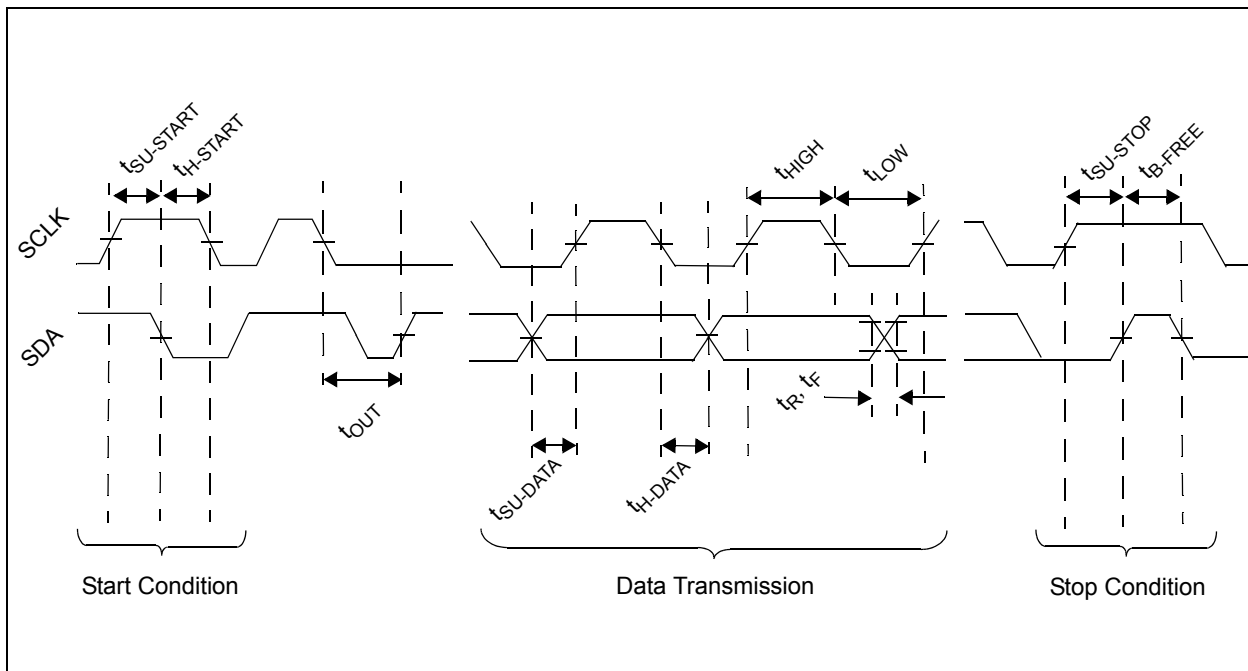 tSU-START
tH-START
tHIGH
tLOW
tSU-STOP
tB-FREE
SCLK
SDA
tOUT
tR, tF
tSU-DATA
tH-DATA
Start Condition
Data Transmission
Stop Condition